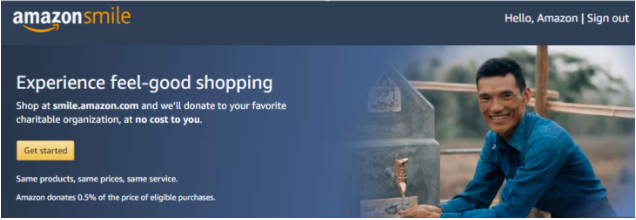 amazonsmile
Hello, Amazon | Sign out
Experience feel-good shopping
Shop at smile.amazon.com and we'll donate to your favorite
charitable organization, at no cost to you.
Get started
Same products, same prices, same service.
Amazon donates 0.5% of the price of eligible purchases.